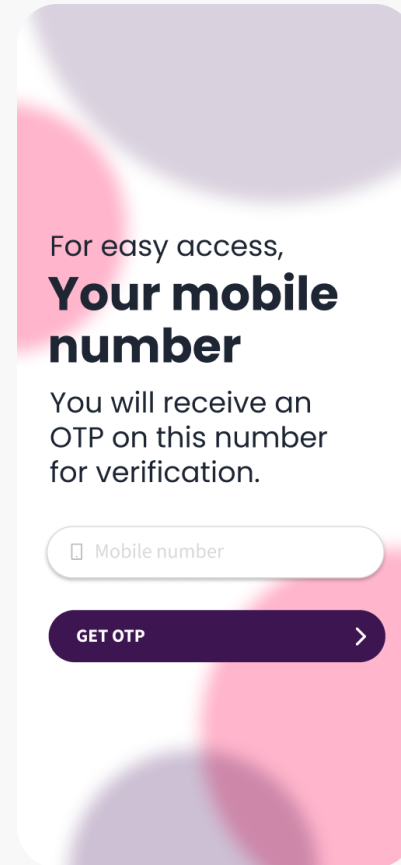 For easy access,
Your mobile
number
You will receive an
OTP on this number
for verification.
Mobile number
GET OTP